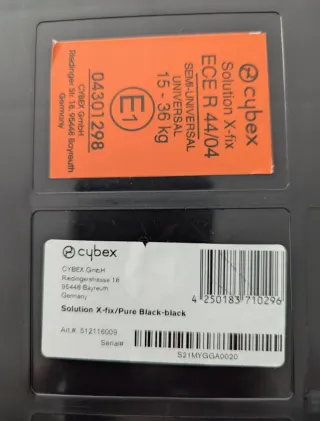 cybex
Solution X-fix
ECE R 44/04
SEMI-UNIVERSAL
UNIVERSAL
15 - 36 kg
E1
04301298
CYBEX GmbH
Riedinger Str. 18, 95448 Bayreuth
Germany
cybex
CYBEX GmbH
Riedingerstrasse 18
95448 Bayreuth
Germany
4 250183 710296
Solution X-fix/Pure Black-black
Art.#: 512116009
Serial#
S21MYGGA0020